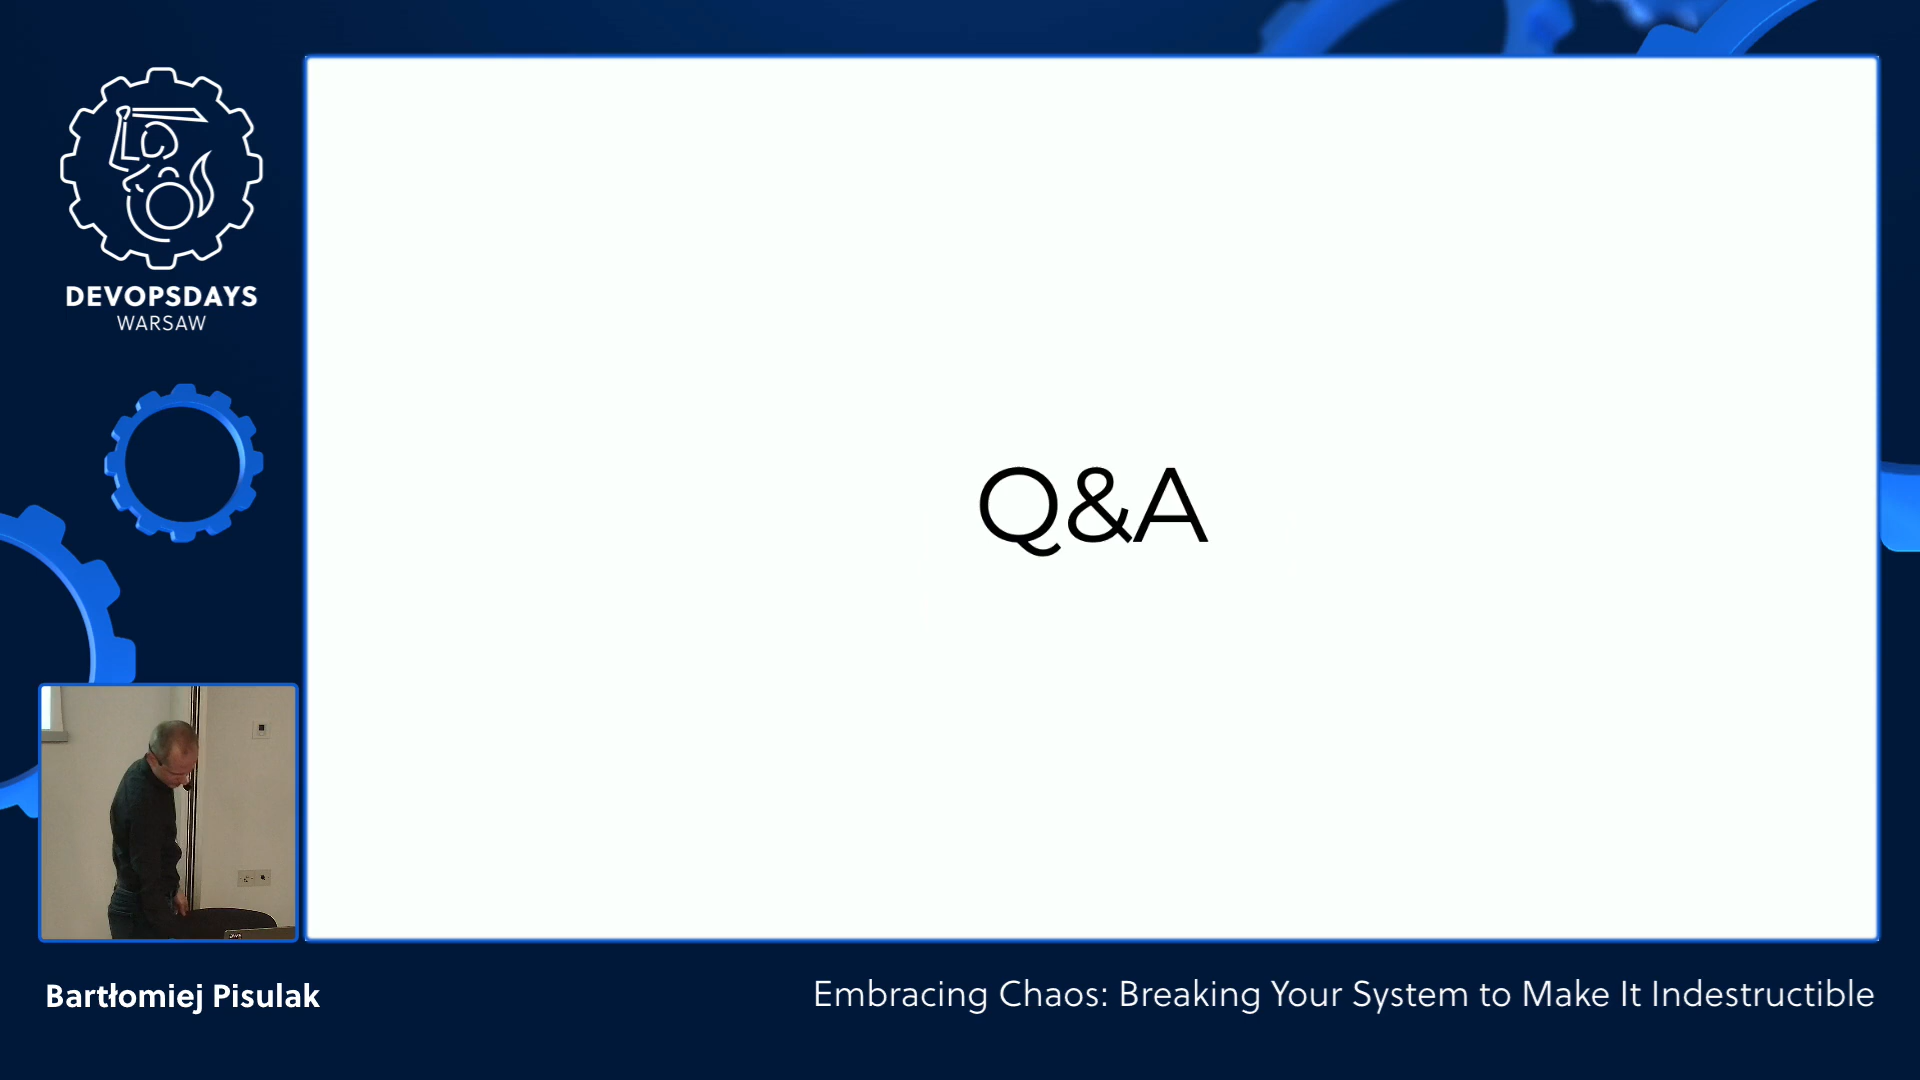 DEVOPSDAYS
WARSAW
Q&A
Bartłomiej Pisulak
Embracing Chaos: Breaking Your System to Make It Indestructible